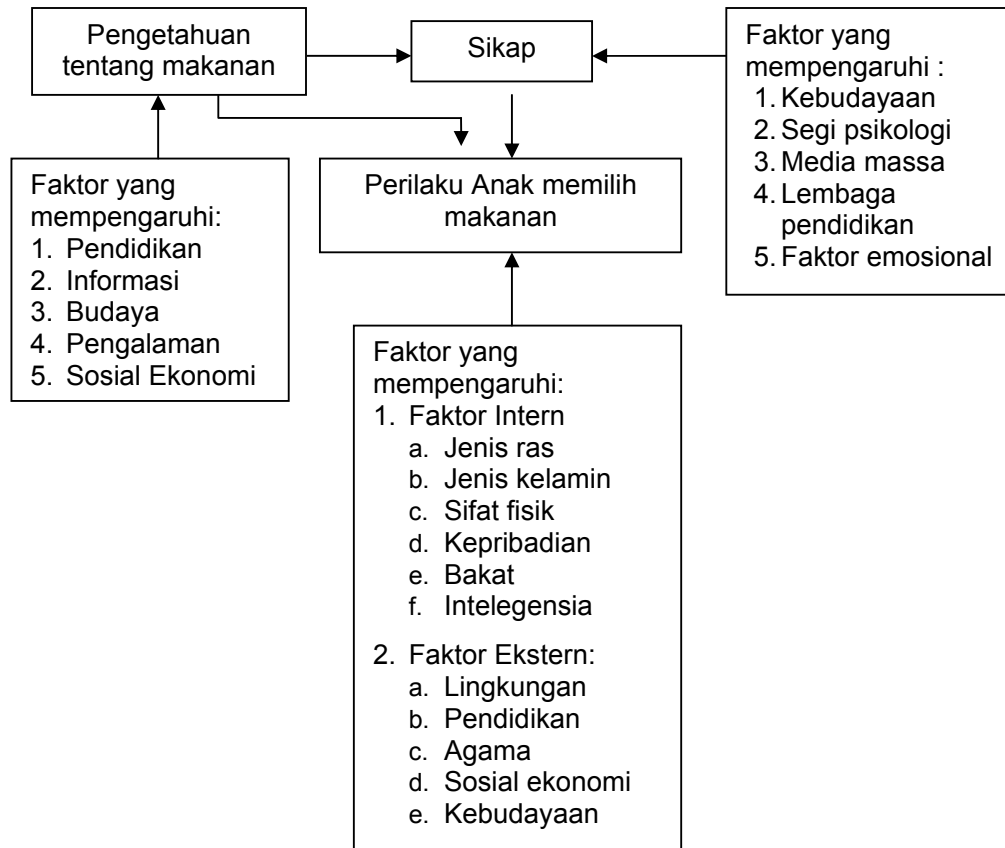 Pengetahuan
tentang makanan
Sikap
Faktor yang
mempengaruhi :
1. Kebudayaan
2. Segi psikologi
3. Media massa
4. Lembaga
pendidikan
5. Faktor emosional
Perilaku Anak memilih
makanan
Faktor yang
mempengaruhi:
1. Pendidikan
2. Informasi
3. Budaya
4. Pengalaman
5. Sosial Ekonomi
Faktor yang
mempengaruhi:
1. Faktor Intern
a. Jenis ras
b. Jenis kelamin
c. Sifat fisik
d. Kepribadian
e. Bakat
f. Intelegensia
2. Faktor Ekstern:
a. Lingkungan
b. Pendidikan
c. Agama
d. Sosial ekonomi
e. Kebudayaan